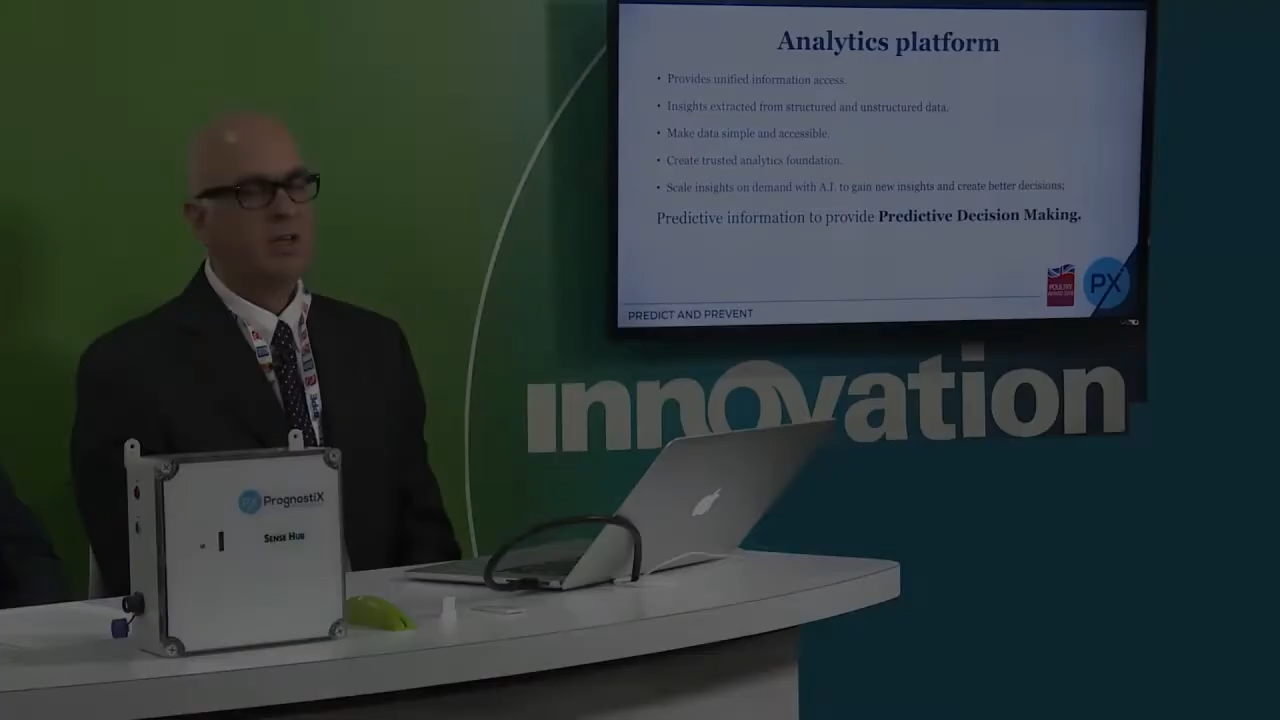 Analytics platform
• Provides unified information access.
• Insights extracted from structured and unstructured data.
• Make data simple and accessible.
• Create trusted analytics foundation.
• Scale insights on demand with A.I. to gain new insights and create better decisions;
Predictive information to provide Predictive Decision Making.
POULTRY
PX
PREDICT AND PREVENT
innovation
PX PrognostiX
SENSE HUB